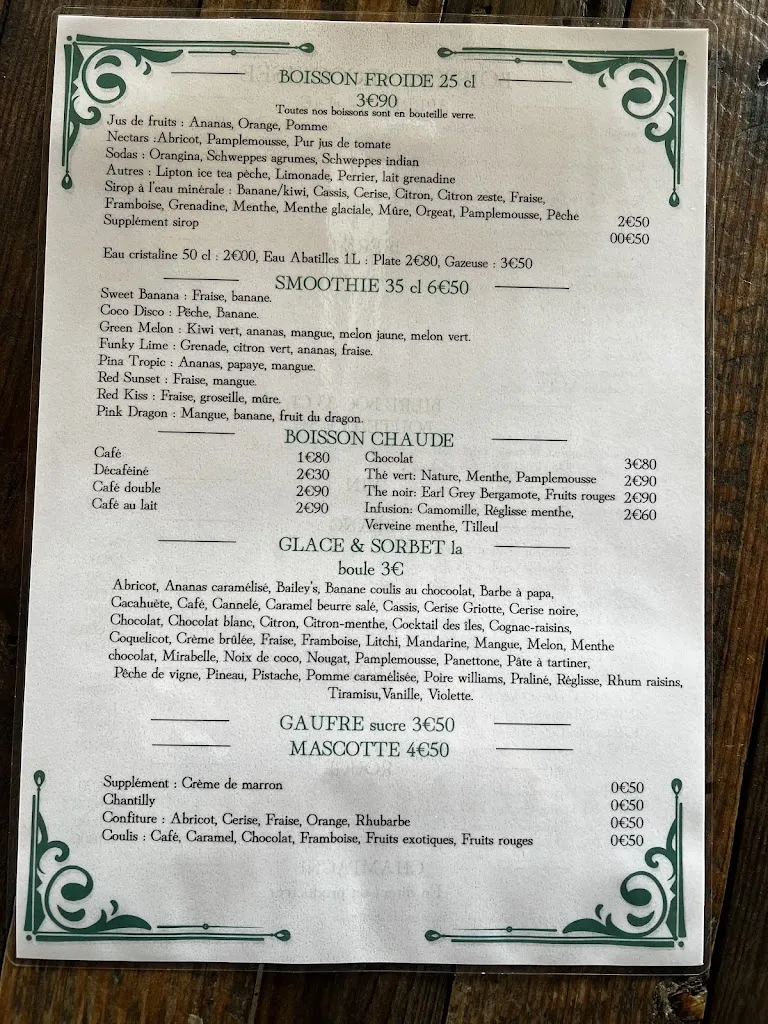 BOISSON FROIDE 25 cl
3€90
Toutes nos boissons sont en bouteille verre.
Jus de fruits : Ananas, Orange, Pomme
Nectars :Abricot, Pamplemousse, Pur jus de tomate
Sodas : Orangina, Schweppes agrumes, Schweppes indian
Autres : Lipton ice tea pêche, Limonade, Perrier, lait grenadine
Sirop à l'eau minérale : Banane/kiwi, Cassis, Cerise, Citron, Citron zeste, Fraise,
Framboise, Grenadine, Menthe, Menthe glaciale, Mûre, Orgeat, Pamplemousse, Pêche 2€50
Supplément sirop 00€50
Eau cristaline 50 cl : 2€00, Eau Abatilles 1L : Plate 2€80, Gazeuse : 3€50
SMOOTHIE 35 cl 6€50
Sweet Banana : Fraise, banane.
Coco Disco : Pêche, Banane.
Green Melon : Kiwi vert, ananas, mangue, melon jaune, melon vert.
Funky Lime : Grenade, citron vert, ananas, fraise.
Pina Tropic : Ananas, papaye, mangue.
Red Sunset : Fraise, mangue.
Red Kiss : Fraise, groseille, mûre.
Pink Dragon : Mangue, banane, fruit du dragon.
BOISSON CHAUDE
Café 1€80
Décaféiné 2€30
Café double 2€90
Café au lait 2€90
Chocolat 3€80
Thé vert: Nature, Menthe, Pamplemousse 2€90
The noir: Earl Grey Bergamote, Fruits rouges 2€90
Infusion: Camomille, Réglisse menthe, 2€60
Verveine menthe, Tilleul
GLACE & SORBET la
boule 3€
Abricot, Ananas caramélisé, Bailey's, Banane coulis au chocoolat, Barbe à papa,
Cacahuète, Café, Cannelé, Caramel beurre salé, Cassis, Cerise Griotte, Cerise noire,
Chocolat, Chocolat blanc, Citron, Citron-menthe, Cocktail des îles, Cognac-raisins,
Coquelicot, Crème brûlée, Fraise, Framboise, Litchi, Mandarine, Mangue, Melon, Menthe
chocolat, Mirabelle, Noix de coco, Nougat, Pamplemousse, Panettone, Pâte à tartiner,
Pêche de vigne, Pineau, Pistache, Pomme caramélisée, Poire williams, Praliné, Réglisse, Rhum raisins,
Tiramisu,Vanille, Violette.
GAUFRE sucre 3€50
MASCOTTE 4€50
Supplément : Crème de marron 0€50
Chantilly 0€50
Confiture : Abricot, Cerise, Fraise, Orange, Rhubarbe 0€50
Coulis : Café, Caramel, Chocolat, Framboise, Fruits exotiques, Fruits rouges 0€50